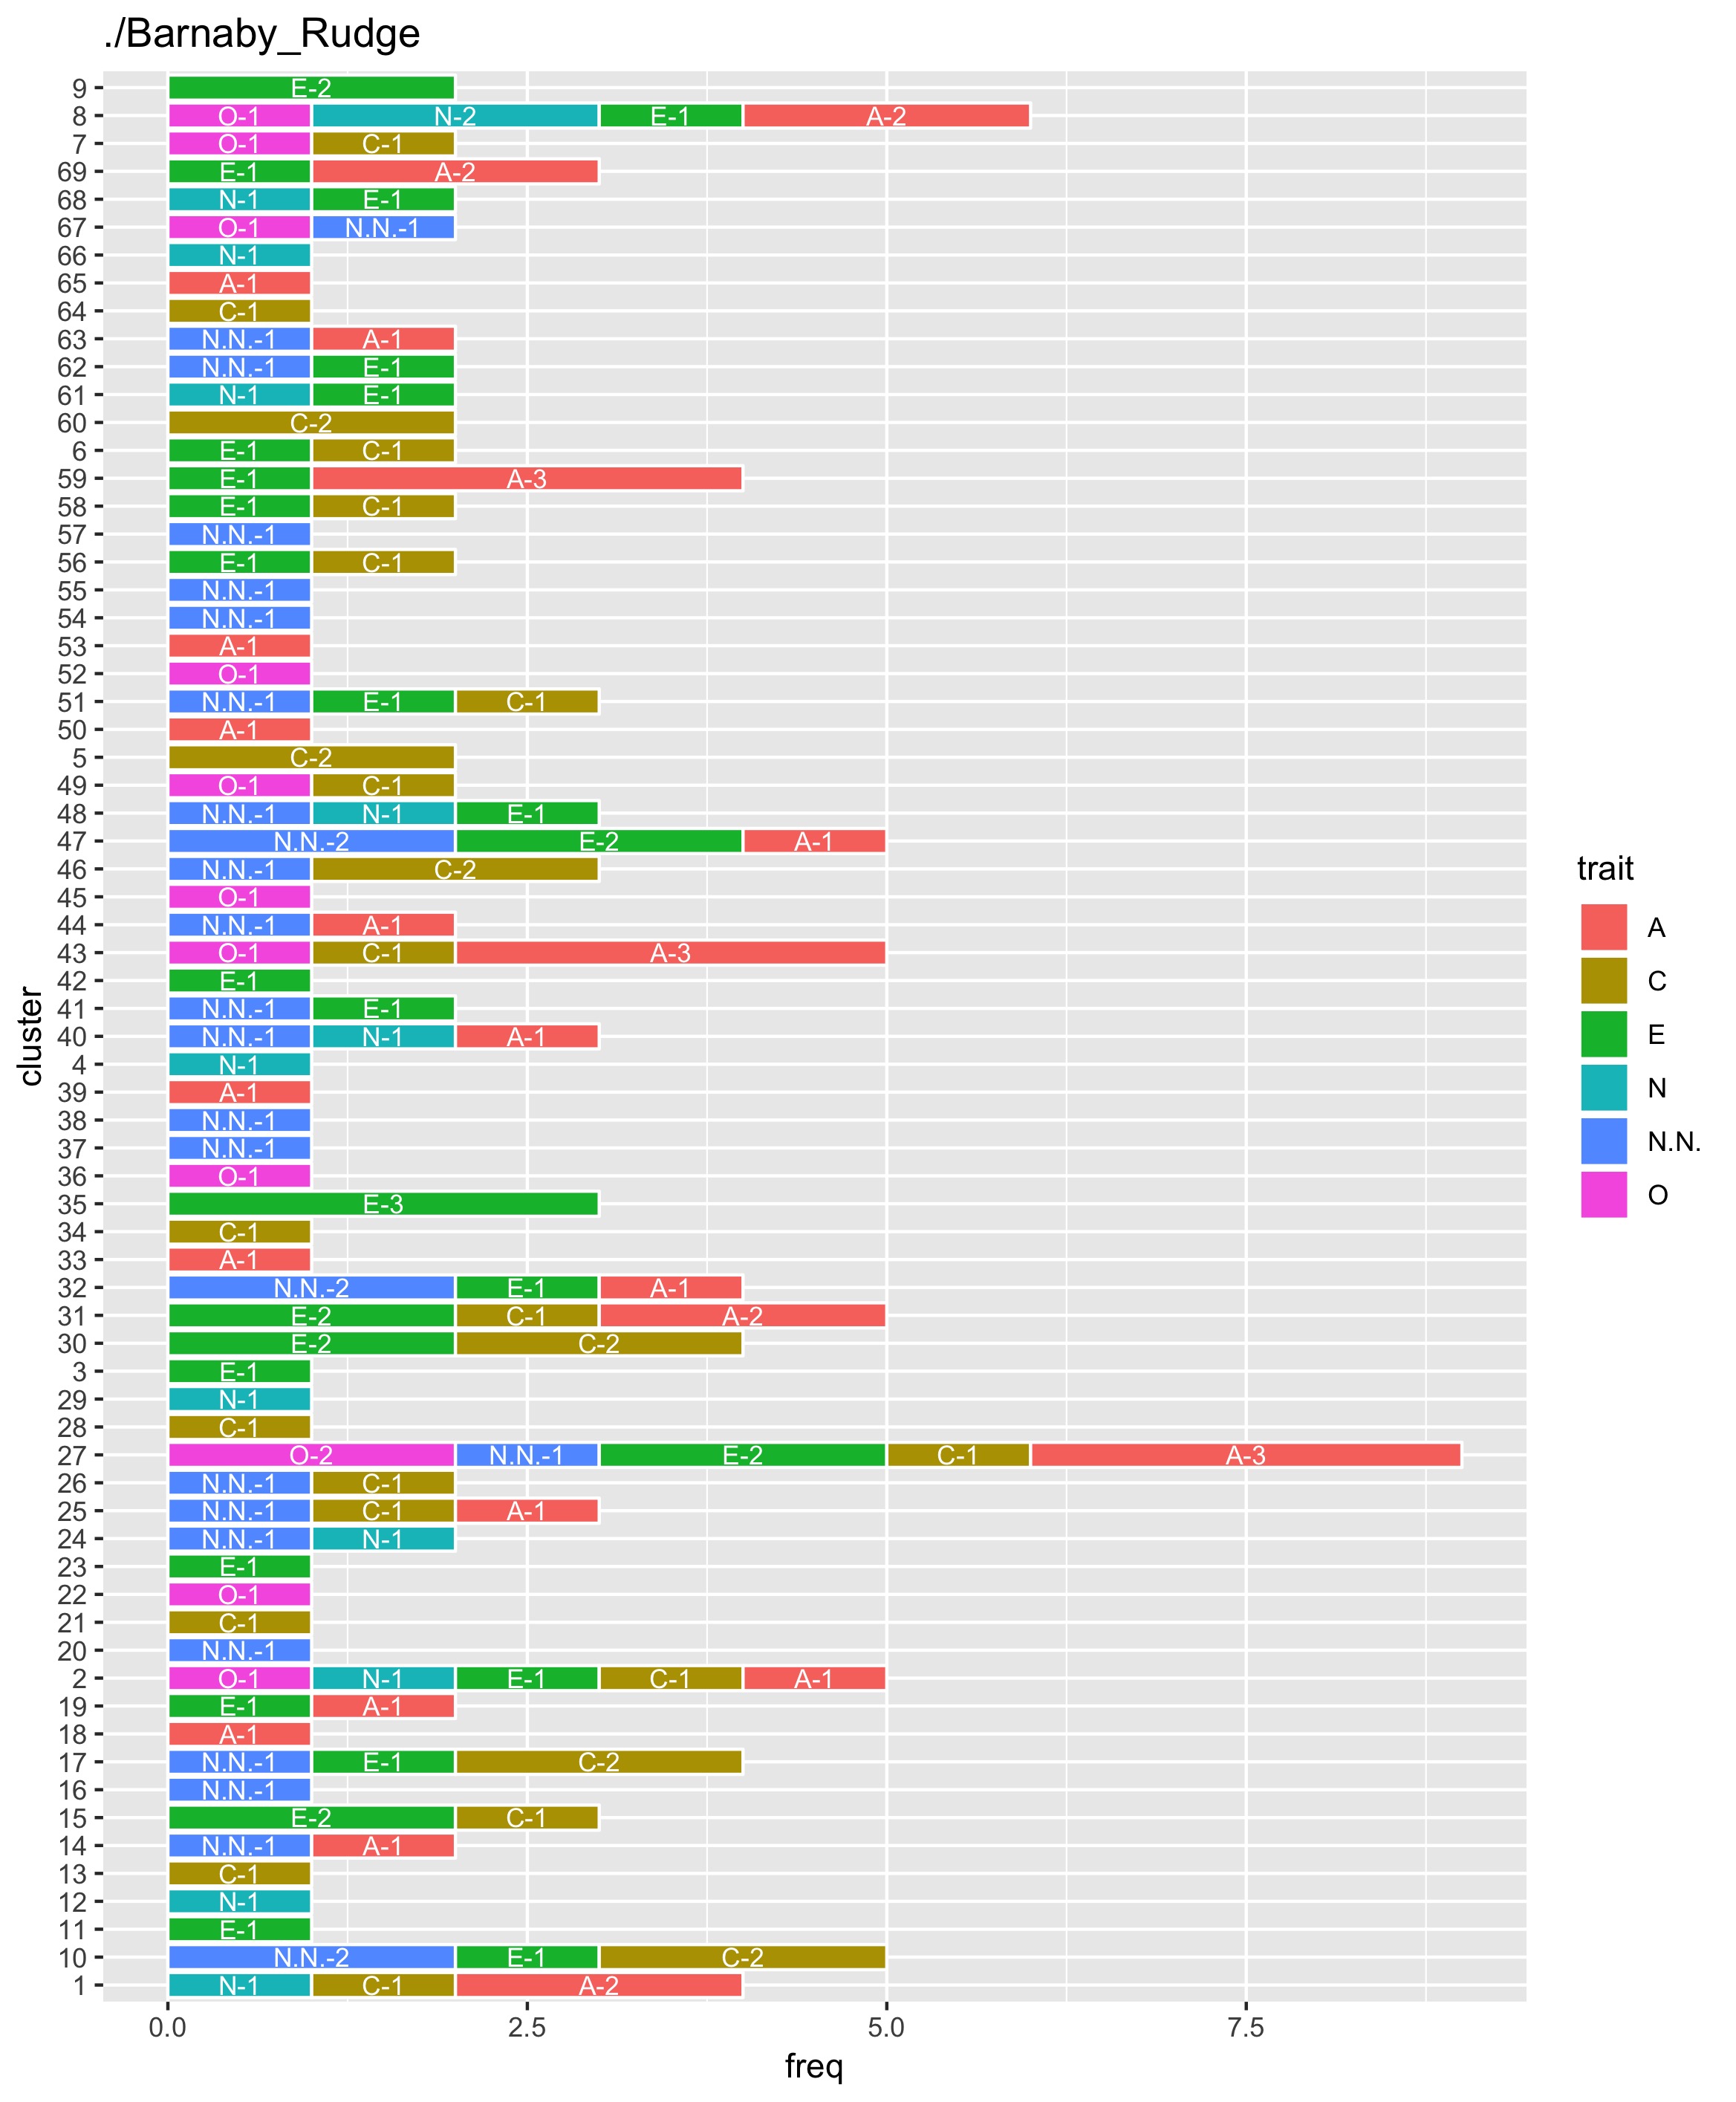 ./Barnaby_Rudge
9 E-2
8 O-1 N-2 E-1 A-2
7 O-1 C-1
69 E-1 A-2
68 N-1 E-1
67 O-1 N.N.-1
66 N-1
65 A-1
64 C-1
63 N.N.-1 A-1
62 N.N.-1 E-1
61 N-1 E-1
60 C-2
6 E-1 C-1
59 E-1 A-3
58 E-1 C-1
57 N.N.-1
56 E-1 C-1
55 N.N.-1
54 N.N.-1
53 A-1
52 O-1
51 N.N.-1 E-1 C-1
50 A-1
5 C-2
49 O-1 C-1
48 N.N.-1 N-1 E-1
47 N.N.-2 E-2 A-1
46 N.N.-1 C-2
45 O-1
44 N.N.-1 A-1
43 O-1 C-1 A-3
42 E-1
41 N.N.-1 E-1
40 N.N.-1 N-1 A-1
4 N-1
39 A-1
38 N.N.-1
37 N.N.-1
36 O-1
35 E-3
34 C-1
33 A-1
32 N.N.-2 E-1 A-1
31 E-2 C-1 A-2
30 E-2 C-2
3 E-1
29 N-1
28 C-1
27 O-2 N.N.-1 E-2 C-1 A-3
26 N.N.-1 C-1
25 N.N.-1 C-1 A-1
24 N.N.-1 N-1
23 E-1
22 O-1
21 C-1
20 N.N.-1
2 O-1 N-1 E-1 C-1 A-1
19 E-1 A-1
18 A-1
17 N.N.-1 E-1 C-2
16 N.N.-1
15 E-2 C-1
14 N.N.-1 A-1
13 C-1
12 N-1
11 E-1
10 N.N.-2 E-1 C-2
1 N-1 C-1 A-2
0.0 2.5 5.0 7.5
freq
cluster
trait
A
C
E
N
N.N.
O